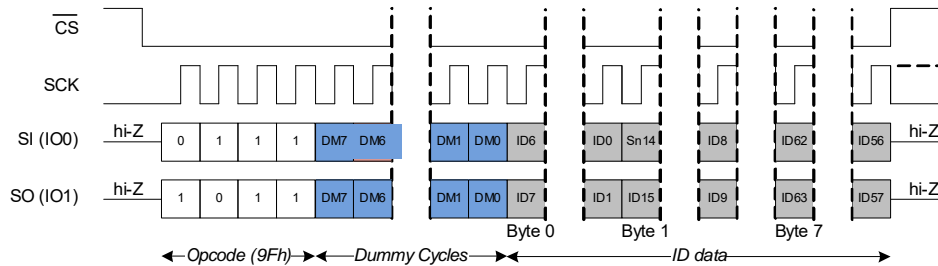 CS
SCK
SI (IO0) hi-Z 0 1 1 1 DM7 DM6 DM1 DM0 ID6 ID0 Sn14 ID8 ID62 ID56 hi-Z
SO (IO1) hi-Z 1 0 1 1 DM7 DM6 DM1 DM0 ID7 ID1 ID15 ID9 ID63 ID57 hi-Z
Byte 0 Byte 1 Byte 7
Opcode (9Fh) Dummy Cycles ID data